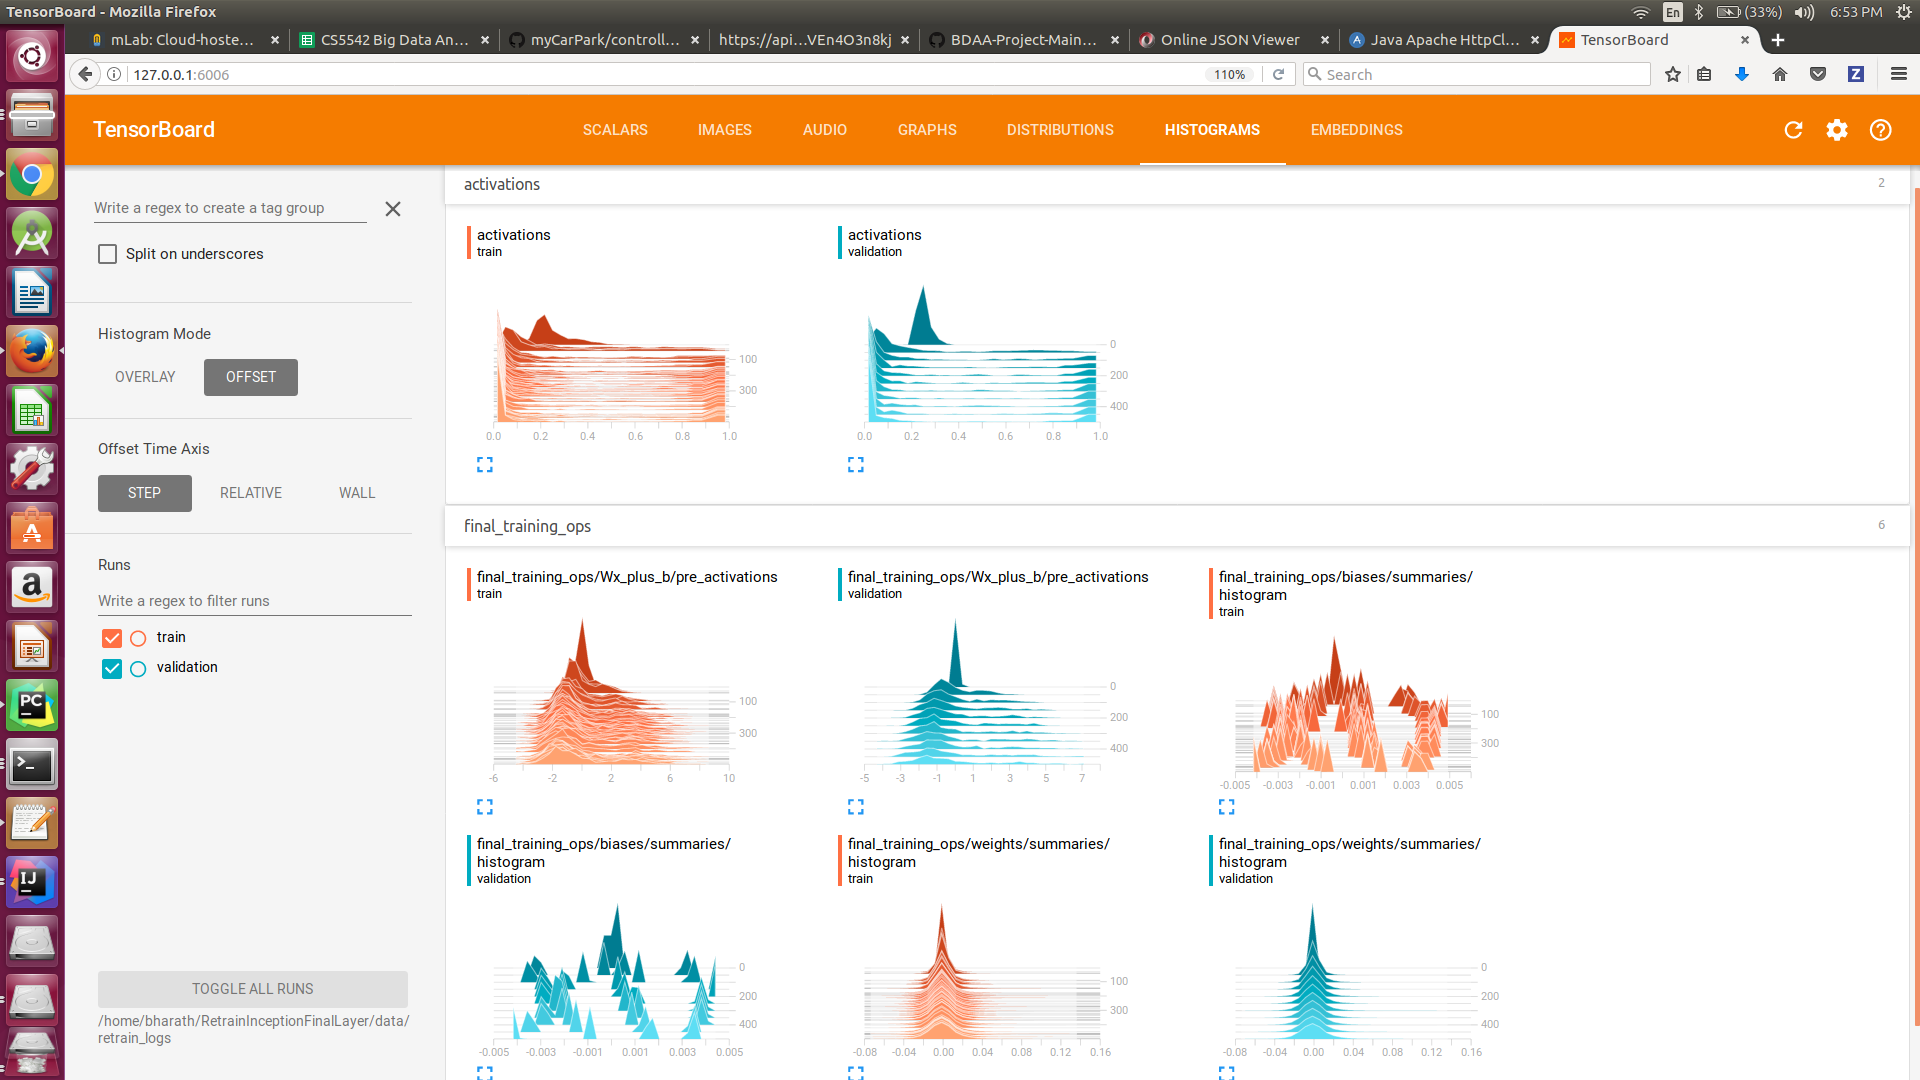 TensorBoard - Mozilla Firefox
En
(33%)
6:53 PM
mLab: Cloud-hoste...
CS5542 Big Data An...
myCarPark/controll...
https://api...VEn4O3n8kj
BDAA-Project-Main...
Online JSON Viewer
Java Apache HttpCl...
TensorBoard
127.0.0.1:6006
110%
Search
Z
TensorBoard
SCALARS
IMAGES
AUDIO
GRAPHS
DISTRIBUTIONS
HISTOGRAMS
EMBEDDINGS
Write a regex to create a tag group
Split on underscores
Histogram Mode
OVERLAY
OFFSET
Offset Time Axis
STEP
RELATIVE
WALL
Runs
Write a regex to filter runs
train
validation
TOGGLE ALL RUNS
/home/bharath/RetrainInceptionFinalLayer/data/
retrain_logs
PC
IJ
activations
2
activations
train
100
300
0.0 0.2 0.4 0.6 0.8 1.0
activations
validation
0
200
400
0.0 0.2 0.4 0.6 0.8 1.0
final_training_ops
6
final_training_ops/Wx_plus_b/pre_activations
train
100
300
-6 -2 2 6 10
final_training_ops/Wx_plus_b/pre_activations
validation
0
200
400
-5 -3 -1 1 3 5 7
final_training_ops/biases/summaries/
histogram
train
100
300
-0.005 -0.003 -0.001 0.001 0.003 0.005
final_training_ops/biases/summaries/
histogram
validation
0
200
400
-0.005 -0.003 -0.001 0.001 0.003 0.005
final_training_ops/weights/summaries/
histogram
train
100
300
-0.08 -0.04 0.00 0.04 0.08 0.12 0.16
final_training_ops/weights/summaries/
histogram
validation
0
200
400
-0.08 -0.04 0.00 0.04 0.08 0.12 0.16